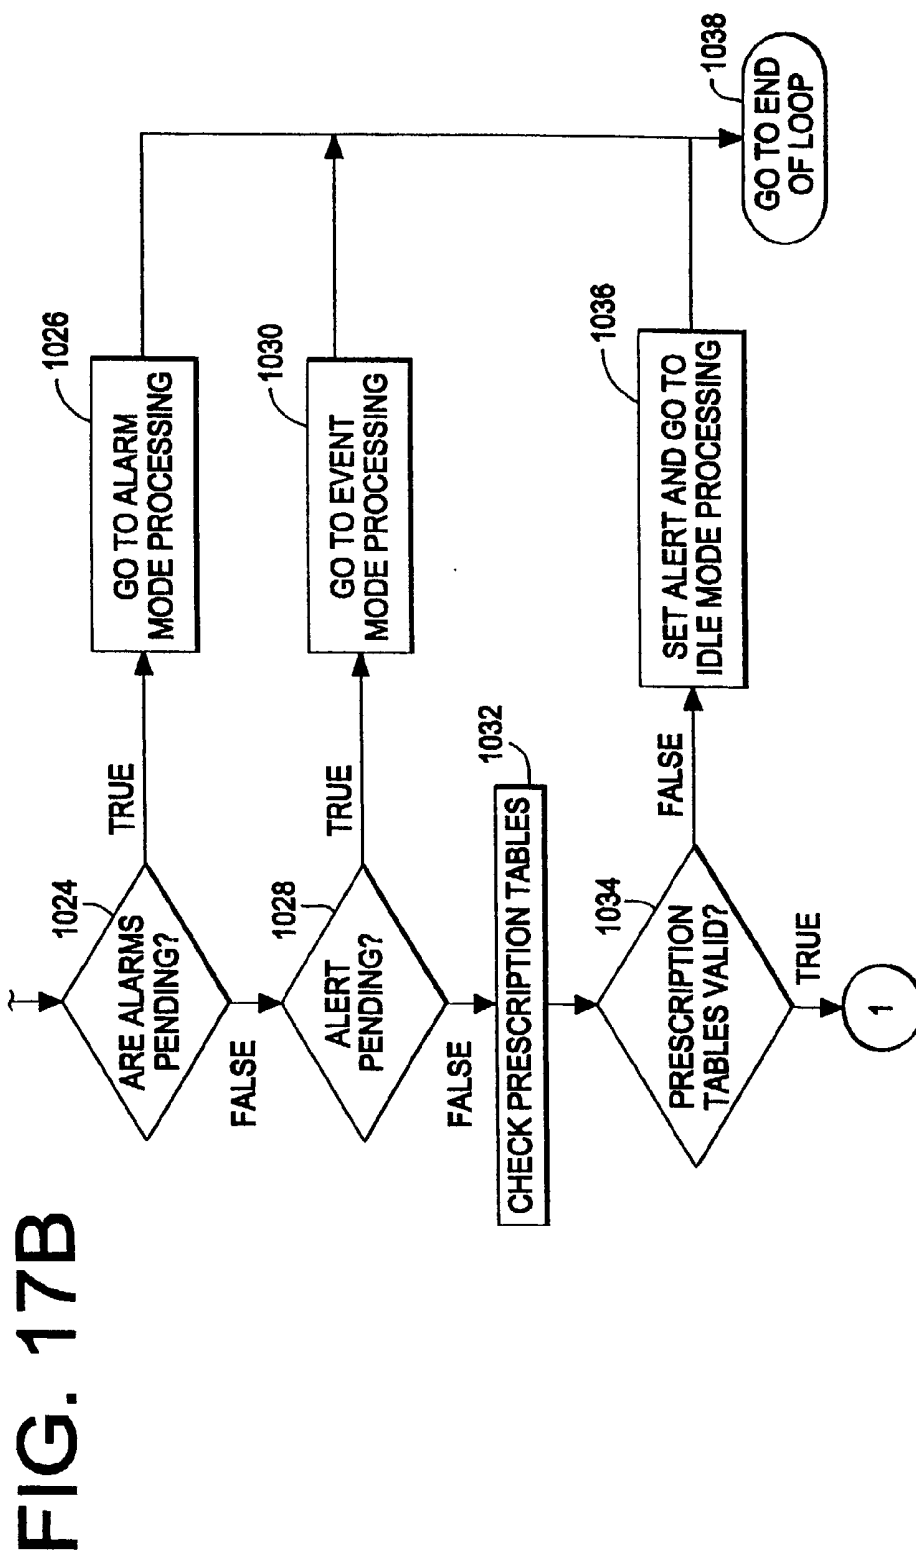 FIG. 17B
1024
ARE ALARMS
PENDING?
TRUE
1026
GO TO ALARM
MODE PROCESSING
FALSE
1028
ALERT
PENDING?
TRUE
1030
GO TO EVENT
MODE PROCESSING
FALSE
1032
CHECK PRESCRIPTION TABLES
1034
PRESCRIPTION
TABLES VALID?
FALSE
1036
SET ALERT AND GO TO
IDLE MODE PROCESSING
TRUE
1
1038
GO TO END
OF LOOP